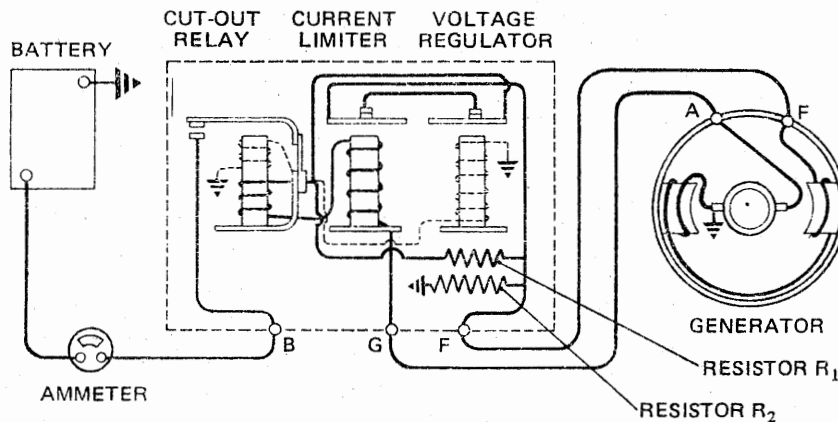 CUT-OUT RELAY
CURRENT LIMITER
VOLTAGE REGULATOR
BATTERY
A
F
B
G
F
GENERATOR
AMMETER
RESISTOR R₁
RESISTOR R₂